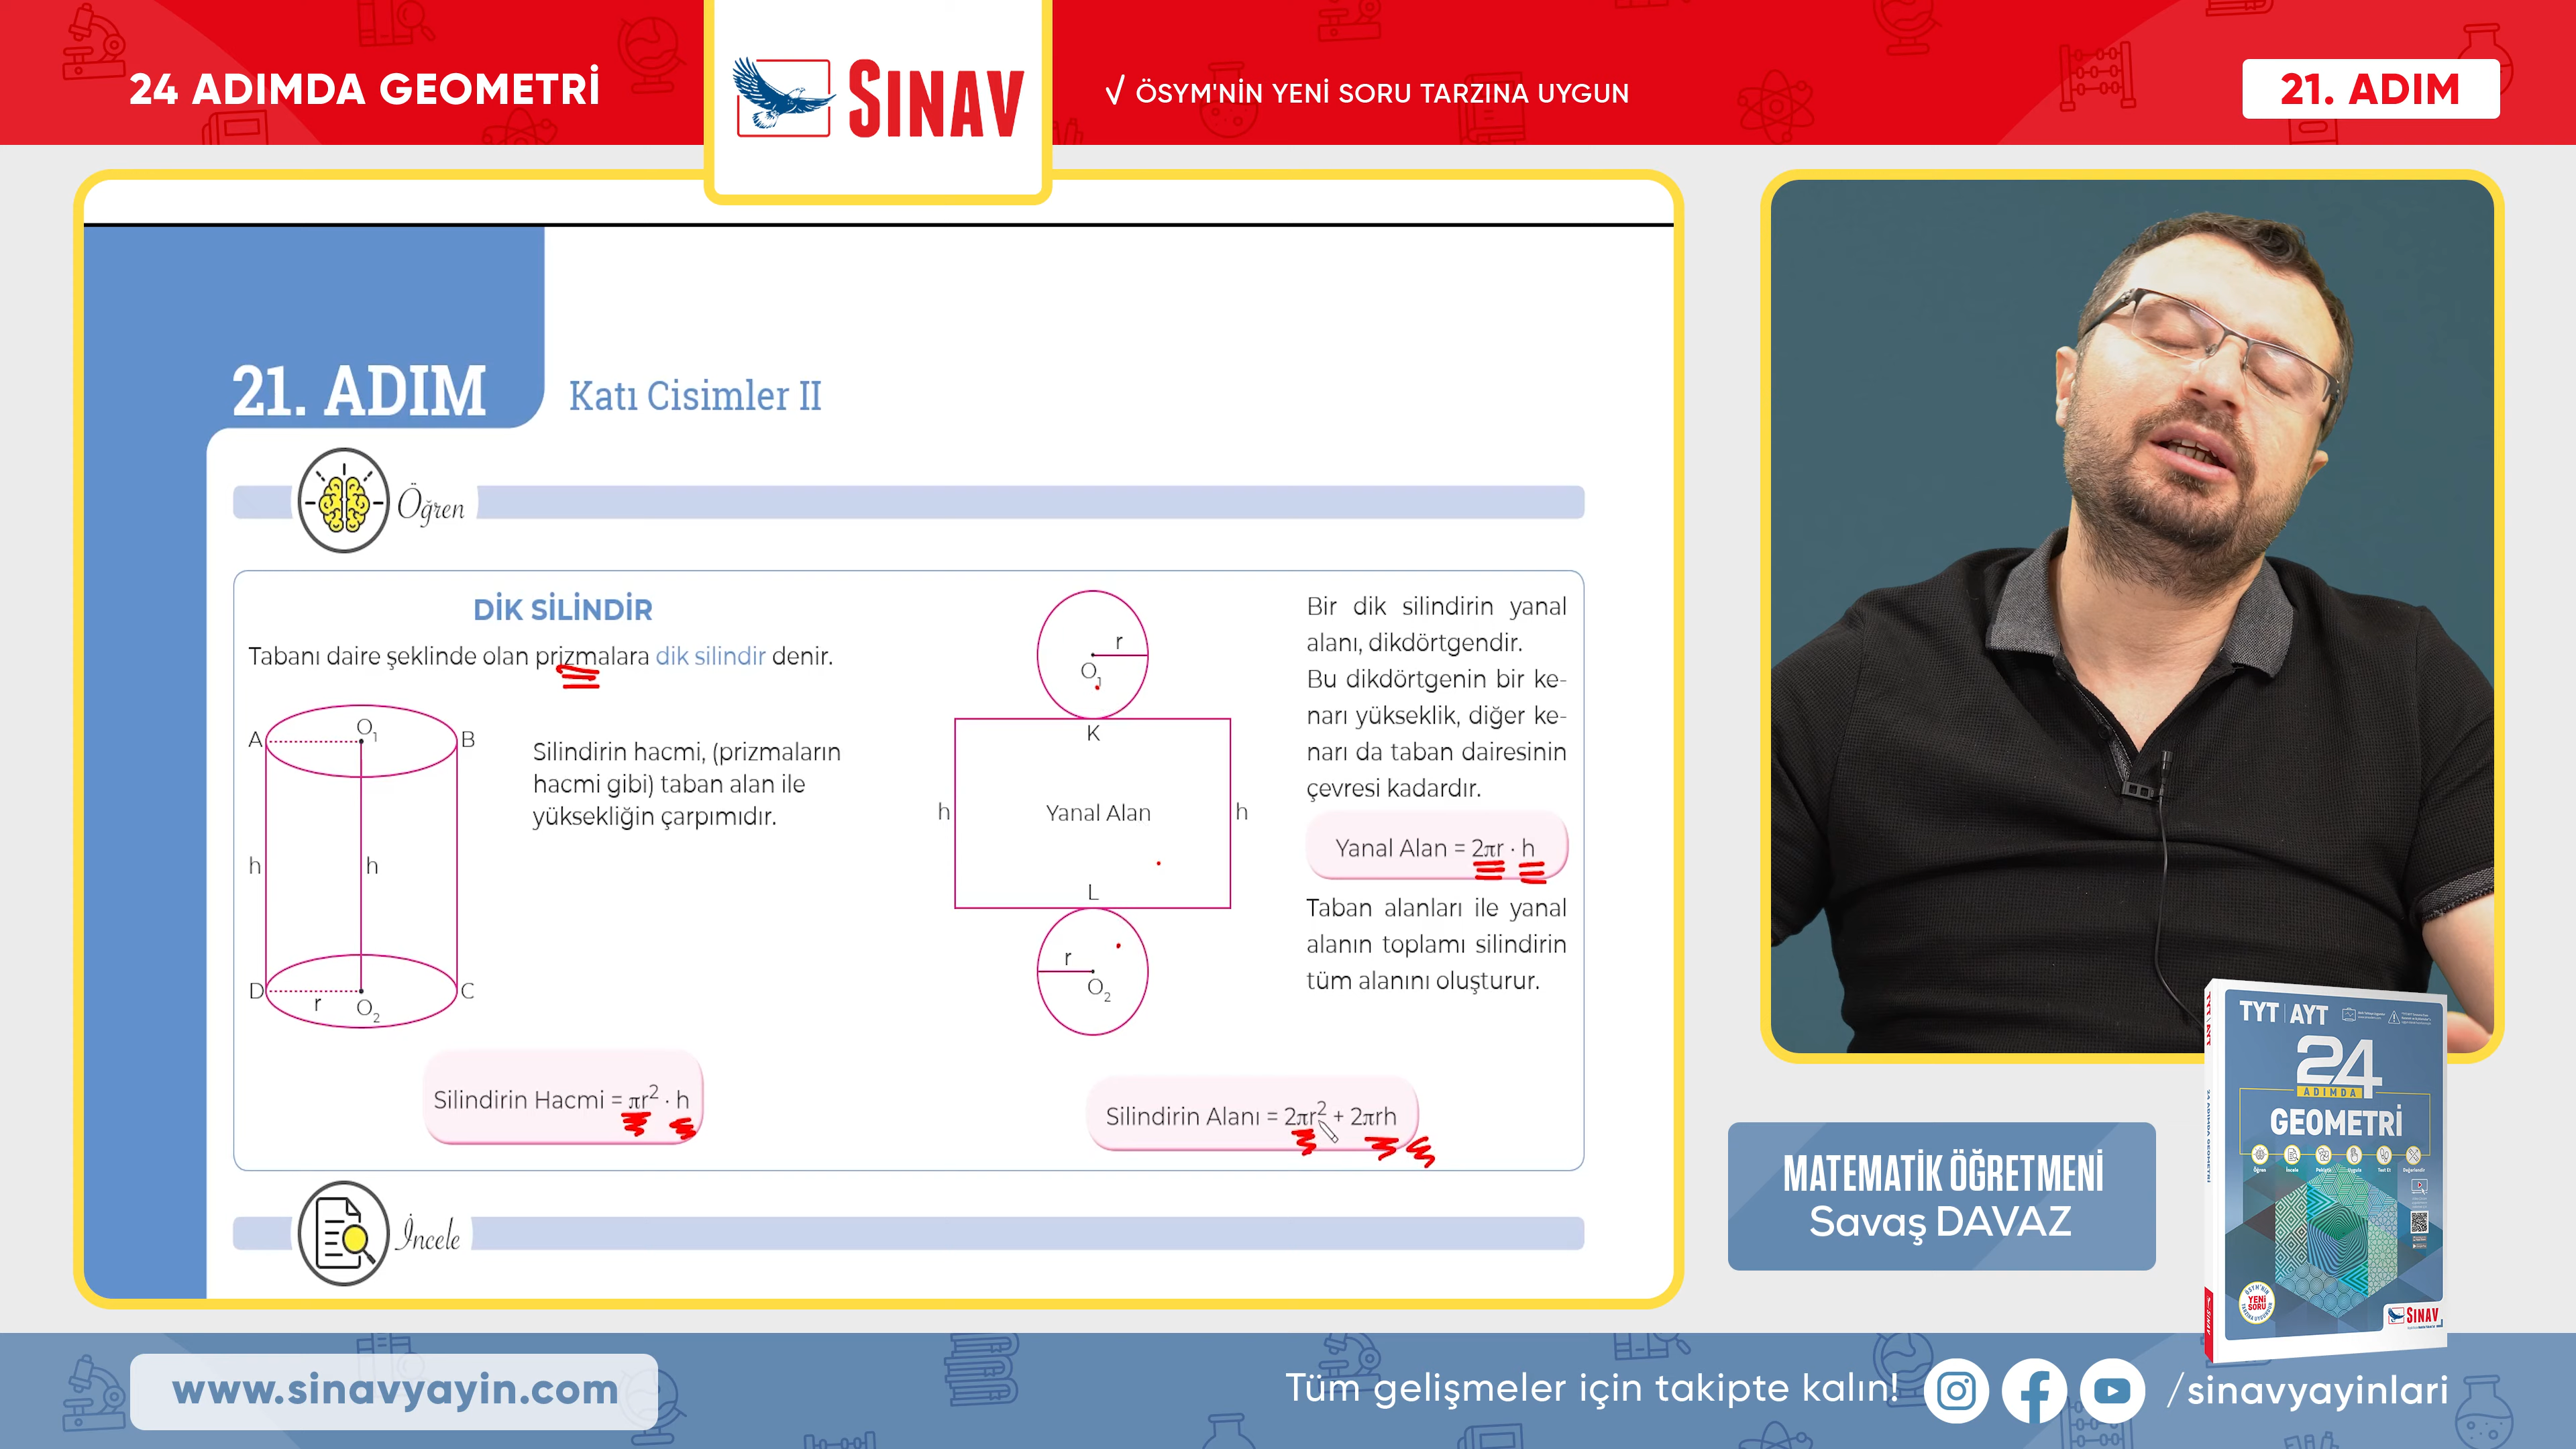 24 ADIMDA GEOMETRİ
SINAV
√ ÖSYM'NİN YENİ SORU TARZINA UYGUN
21. ADIM
21. ADIM
Katı Cisimler II
Öğren
DİK SİLİNDİR
Tabanı daire şeklinde olan prizmalara dik silindir denir.
A
O₁
B
h
h
D
r
O₂
C
Silindirin hacmi, (prizmaların
hacmi gibi) taban alan ile
yüksekliğin çarpımıdır.
Silindirin Hacmi = πr² · h
r
O₁
K
h
Yanal Alan
h
L
r
O₂
Bir dik silindirin yanal
alanı, dikdörtgendir.
Bu dikdörtgenin bir ke-
narı yükseklik, diğer ke-
narı da taban dairesinin
çevresi kadardır.
Yanal Alan = 2πr · h
Taban alanları ile yanal
alanın toplamı silindirin
tüm alanını oluşturur.
Silindirin Alanı = 2πr² + 2πrh
İncele
MATEMATİK ÖĞRETMENİ
Savaş DAVAZ
TYT AYT
24
ADIMDA
GEOMETRİ
YENİ
SORU
SINAV
www.sinavyayin.com
Tüm gelişmeler için takipte kalın!
/sinavyayinlari